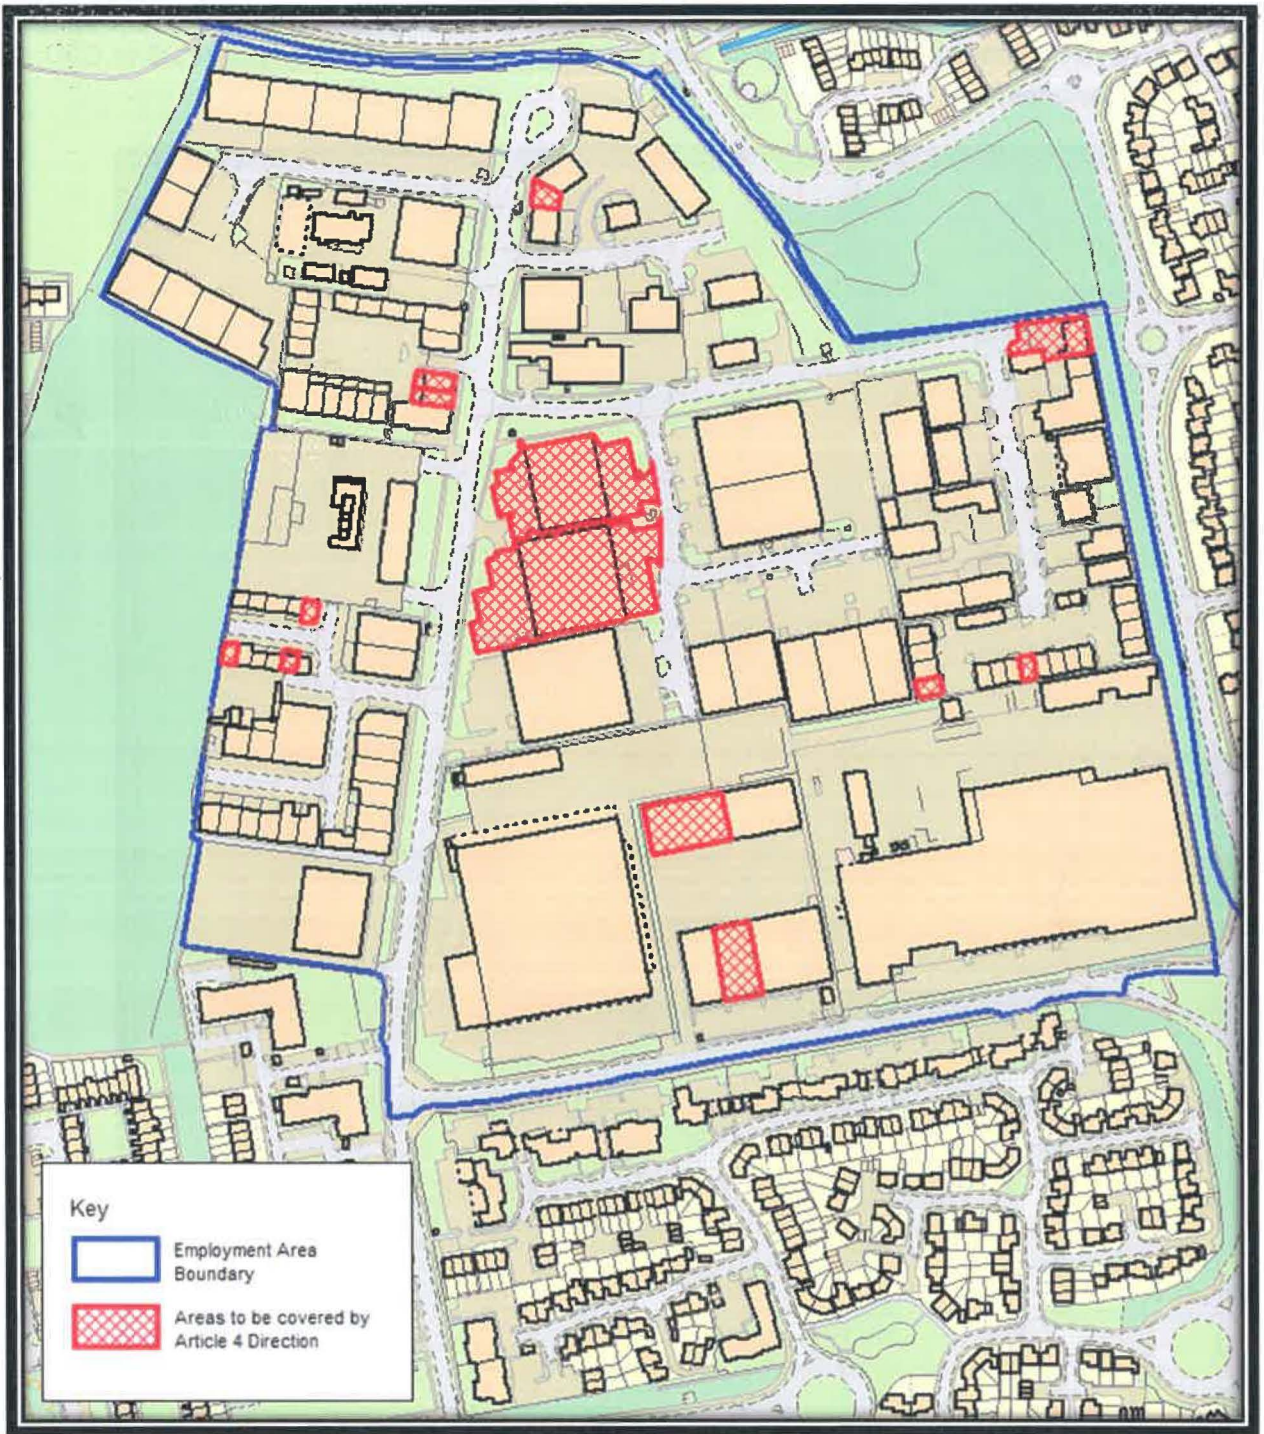 Key
Employment Area
Boundary
Areas to be covered by
Article 4 Direction